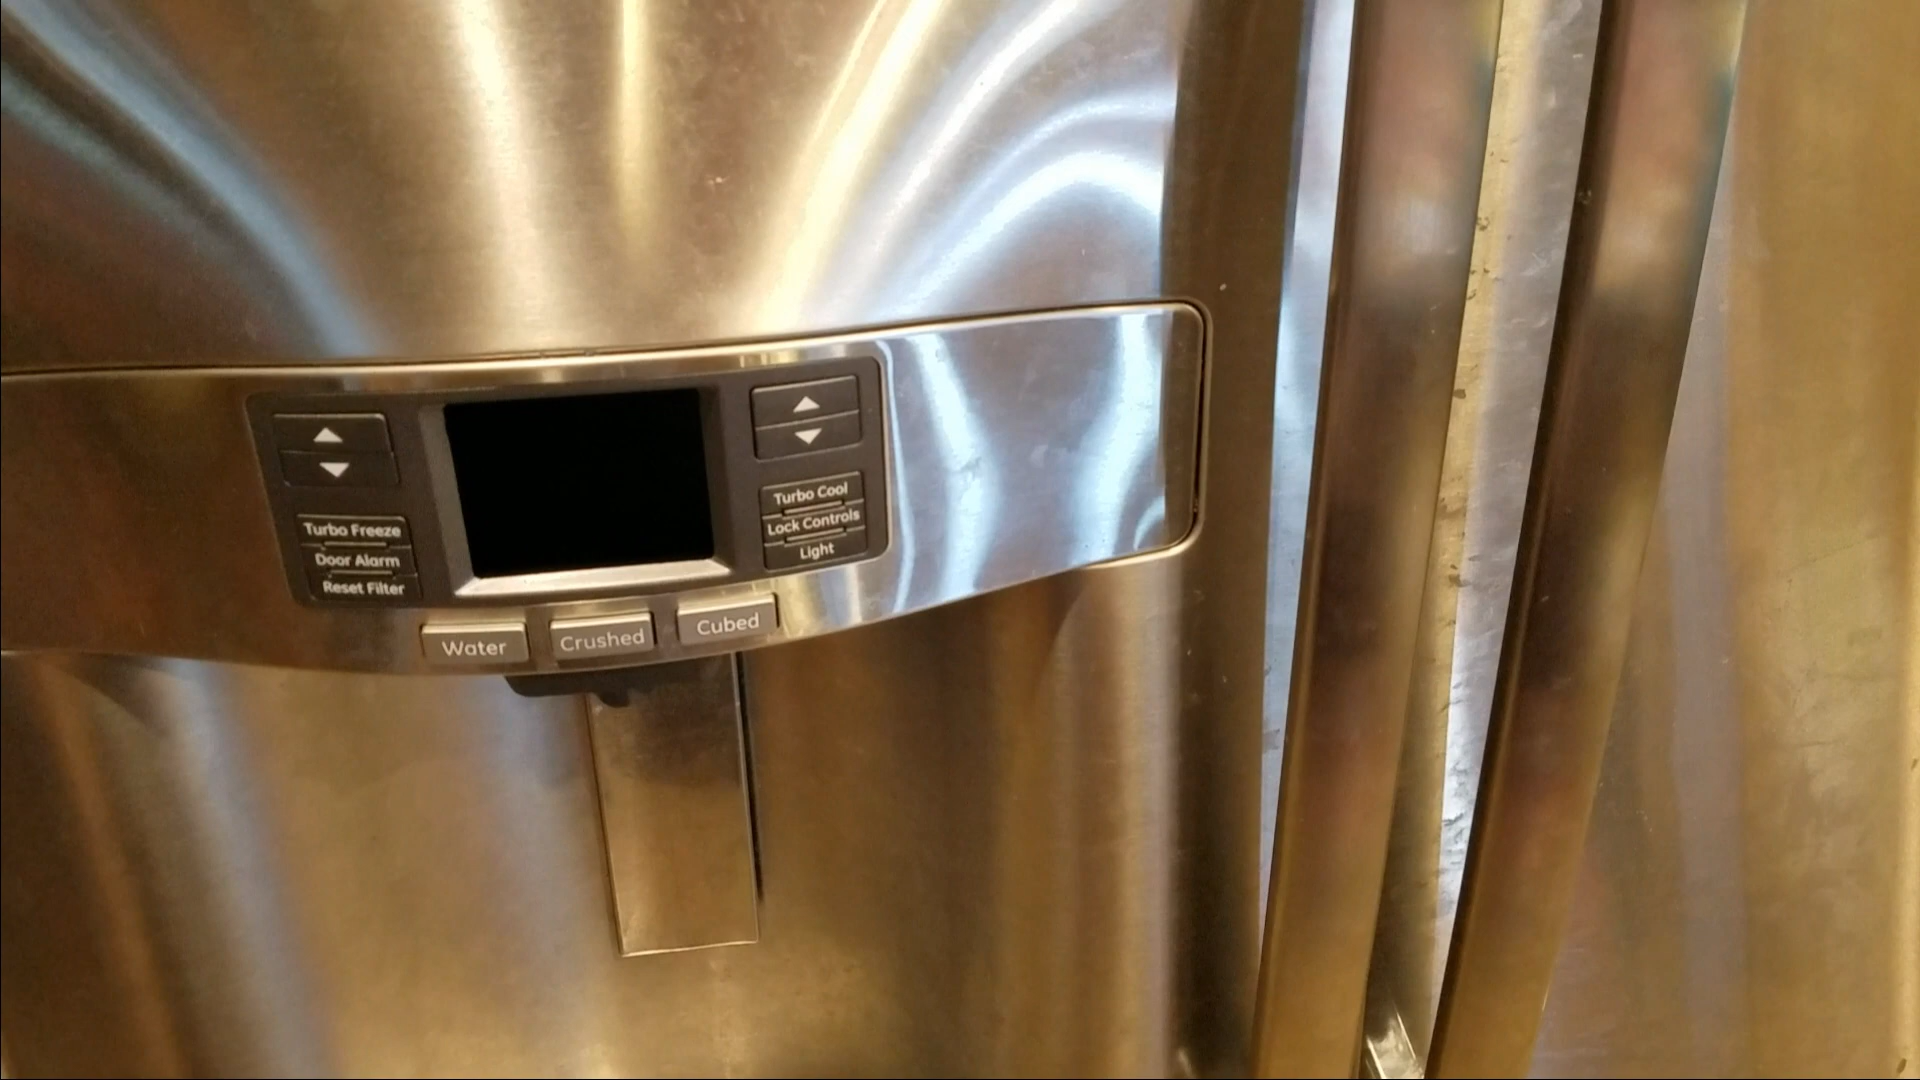 Turbo Freeze
Door Alarm
Reset Filter
Turbo Cool
Lock Controls
Light
Water
Crushed
Cubed